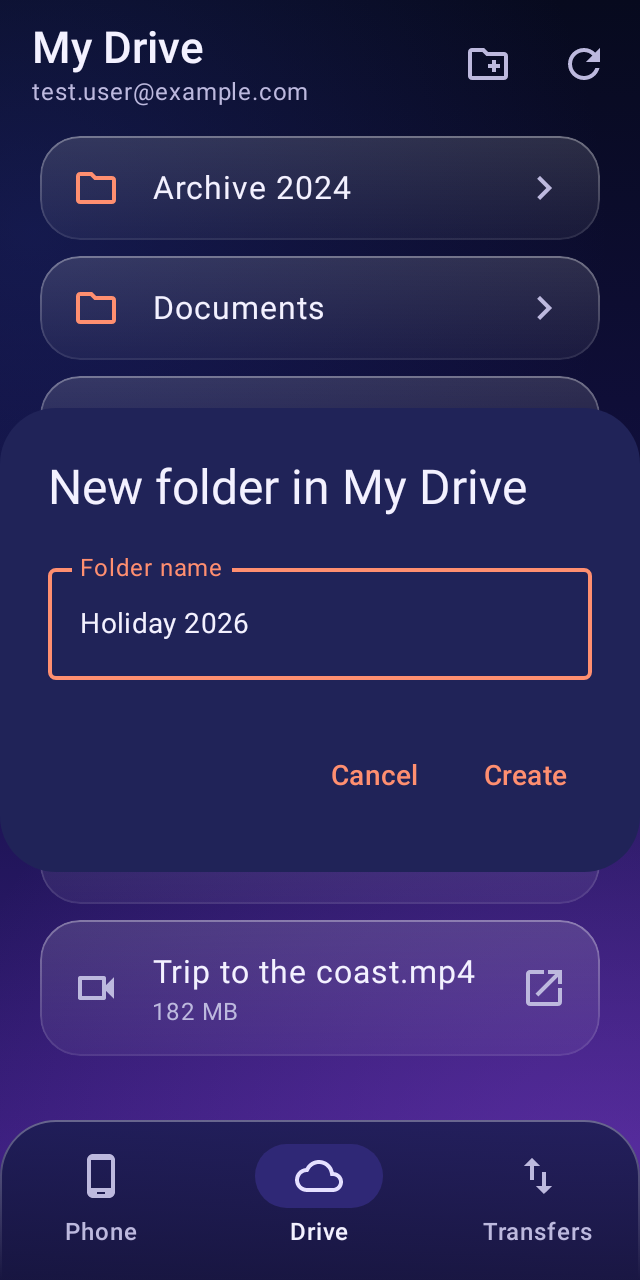 My Drive
test.user@example.com
Archive 2024
Documents
New folder in My Drive
Folder name
Holiday 2026
Cancel
Create
Trip to the coast.mp4
182 MB
Phone
Drive
Transfers